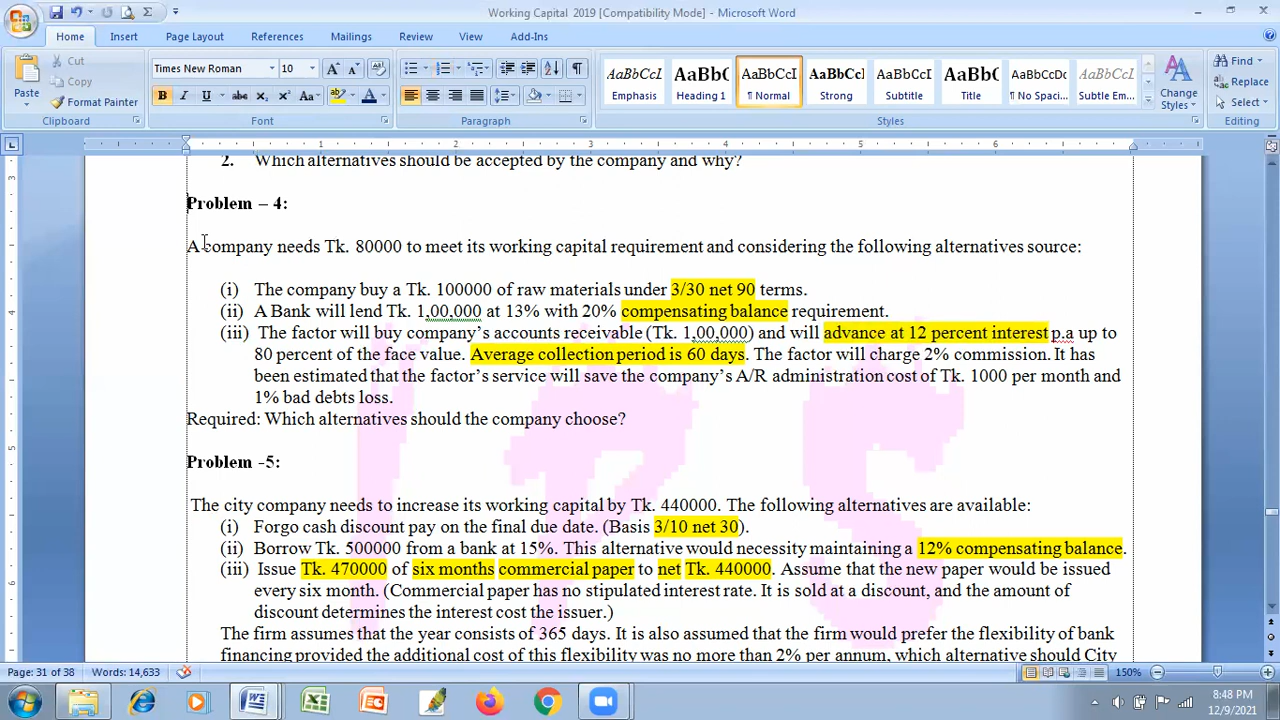 Working Capital 2019 [Compatibility Mode] - Microsoft Word
Home Insert Page Layout References Mailings Review View Add-Ins
Paste Cut Copy Format Painter
Clipboard
Times New Roman 10
Font
Paragraph
AaBbCcI AaBbC AaBbCcI AaBbCcl AaBbCcI AaBbC AaBbCcDc AaBbCcI
Emphasis Heading 1 ¶ Normal Strong Subtitle Title ¶ No Spaci... Subtle Em...
Change Styles
Styles
Find Replace Select
Editing
1 2 3 4 5 6
2. Which alternatives should be accepted by the company and why?
Problem – 4:
A company needs Tk. 80000 to meet its working capital requirement and considering the following alternatives source:
(i) The company buy a Tk. 100000 of raw materials under 3/30 net 90 terms.
(ii) A Bank will lend Tk. 1,00,000 at 13% with 20% compensating balance requirement.
(iii) The factor will buy company's accounts receivable (Tk. 1,00,000) and will advance at 12 percent interest p.a up to
80 percent of the face value. Average collection period is 60 days. The factor will charge 2% commission. It has
been estimated that the factor's service will save the company's A/R administration cost of Tk. 1000 per month and
1% bad debts loss.
Required: Which alternatives should the company choose?
Problem -5:
The city company needs to increase its working capital by Tk. 440000. The following alternatives are available:
(i) Forgo cash discount pay on the final due date. (Basis 3/10 net 30).
(ii) Borrow Tk. 500000 from a bank at 15%. This alternative would necessity maintaining a 12% compensating balance.
(iii) Issue Tk. 470000 of six months commercial paper to net Tk. 440000. Assume that the new paper would be issued
every six month. (Commercial paper has no stipulated interest rate. It is sold at a discount, and the amount of
discount determines the interest cost the issuer.)
The firm assumes that the year consists of 365 days. It is also assumed that the firm would prefer the flexibility of bank
financing provided the additional cost of this flexibility was no more than 2% per annum, which alternative should City
Page: 31 of 38 Words: 14,633 150%
8:48 PM
12/9/2021